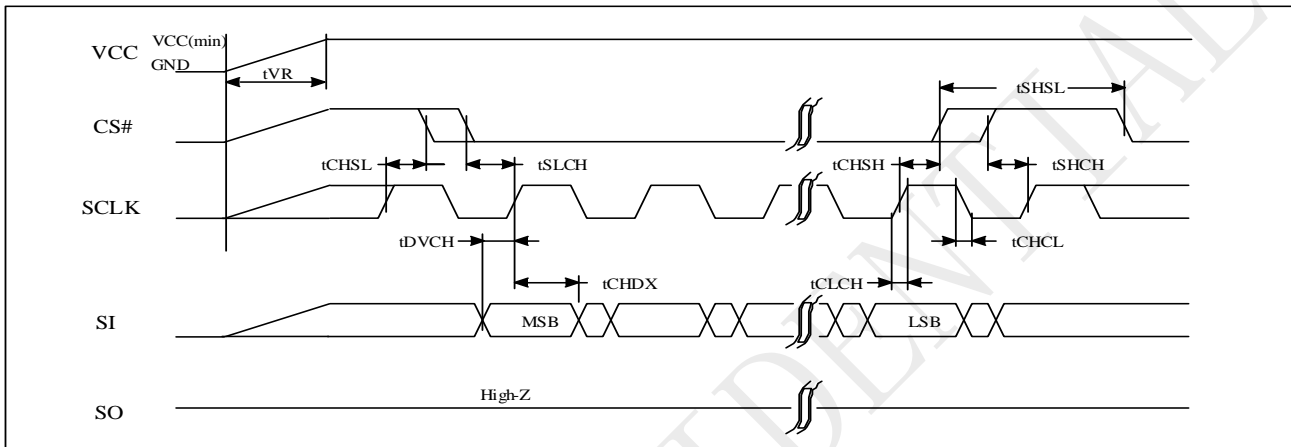 VCC
VCC(min)
GND
tVR
CS#
tSHSL
tCHSL
tSLCH
tCHSH
tSHCH
SCLK
tDVCH
tCHCL
tCHDX
tCLCH
SI
MSB
LSB
High-Z
SO